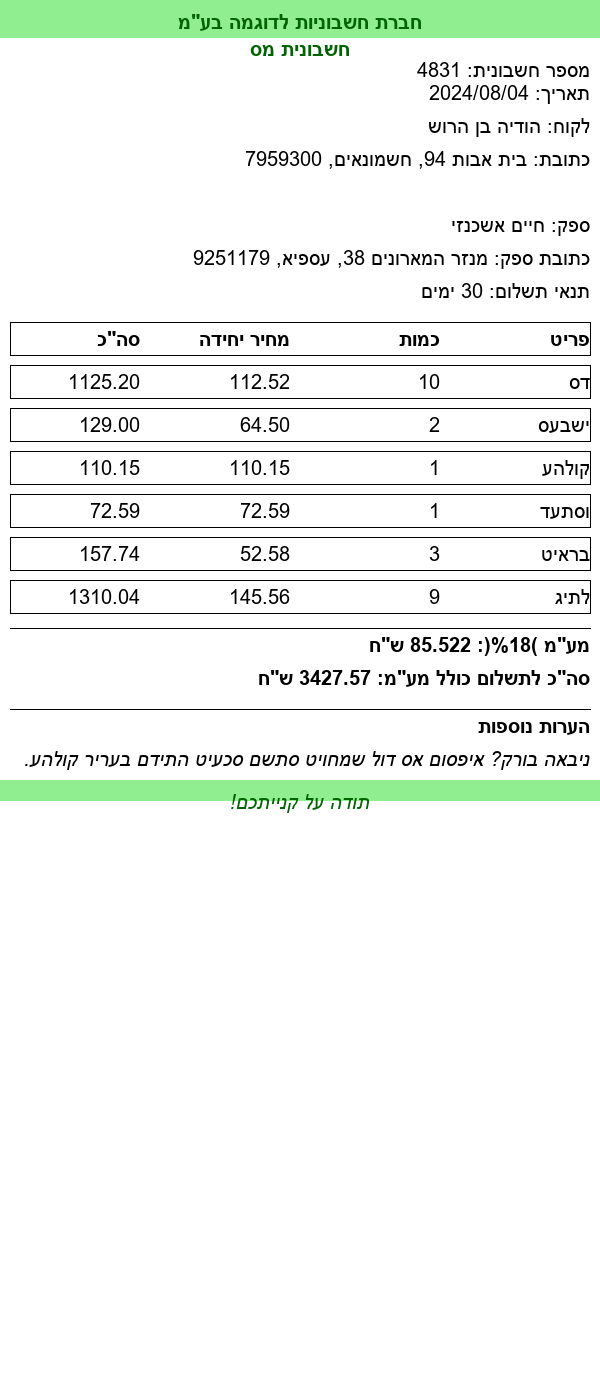 חברת חשבוניות לדוגמה בע"מ
חשבונית מס
מספר חשבונית: 4831
תאריך: 2024/08/04
לקוח: הודיה בן הרוש
כתובת: בית אבות 94, חשמונאים, 7959300
ספק: חיים אשכנזי
כתובת ספק: מנזר המארונים 38, עספיא, 9251179
תנאי תשלום: 30 ימים
פריט כמות מחיר יחידה סה"כ
דס 10 112.52 1125.20
ישבעס 2 64.50 129.00
קולהע 1 110.15 110.15
וסתעד 1 72.59 72.59
בראיט 3 52.58 157.74
לתיג 9 145.56 1310.04
מע"מ )18%(: 85.522 ש"ח
סה"כ לתשלום כולל מע"מ: 3427.57 ש"ח
הערות נוספות
ניבאה בורק? איפסום אס דול שמחויט סתשם סכעיט התידם בעריר קולהע.
תודה על קנייתכם!